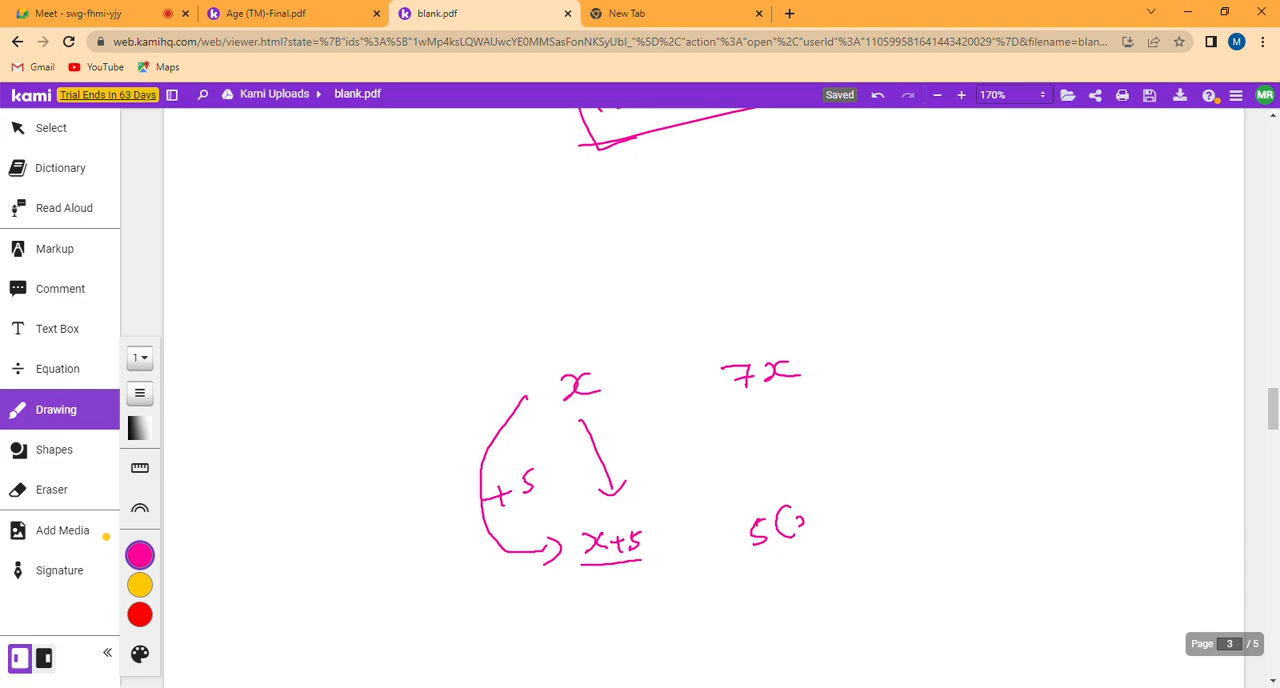 Meet - swg-fhmi-yjy
Age (TM)-Final.pdf
blank.pdf
New Tab
web.kamihq.com/web/viewer.html?state=%7B"ids"%3A%5B"1wMp4ksLQWAUwcYE0MMSasFonNKSyUbI_"%5D%2C"action"%3A"open"%2C"userId"%3A"110599581641443420029"%7D&filename=blan...
M
Gmail
YouTube
Maps
kami Trial Ends In 63 Days Kami Uploads blank.pdf Saved 170% MR
Select
Dictionary
Read Aloud
Markup
Comment
Text Box
Equation
Drawing
Shapes
Eraser
Add Media
Signature
1
x 7x
+5
x+5 5(
Page 3 / 5